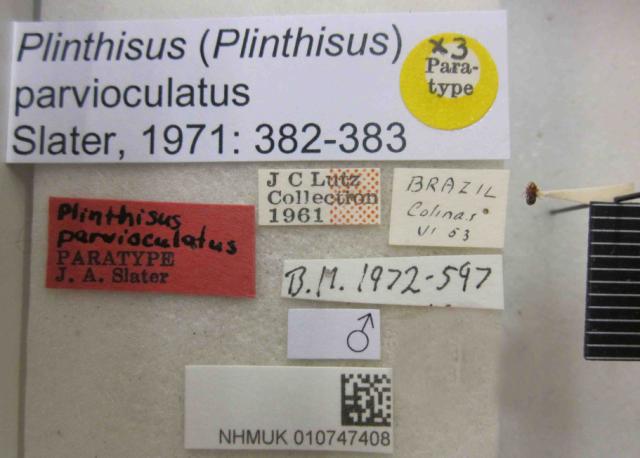 Plinthisus (Plinthisus)
parvioculatus
Slater, 1971: 382-383
x3
Para-
type
J C Lutz
Collection
1961
BRAZIL
Colinas
VI 53
Plinthisus
parvioculatus
PARATYPE
J. A. Slater
B.M. 1972-597
♂
NHMUK 010747408